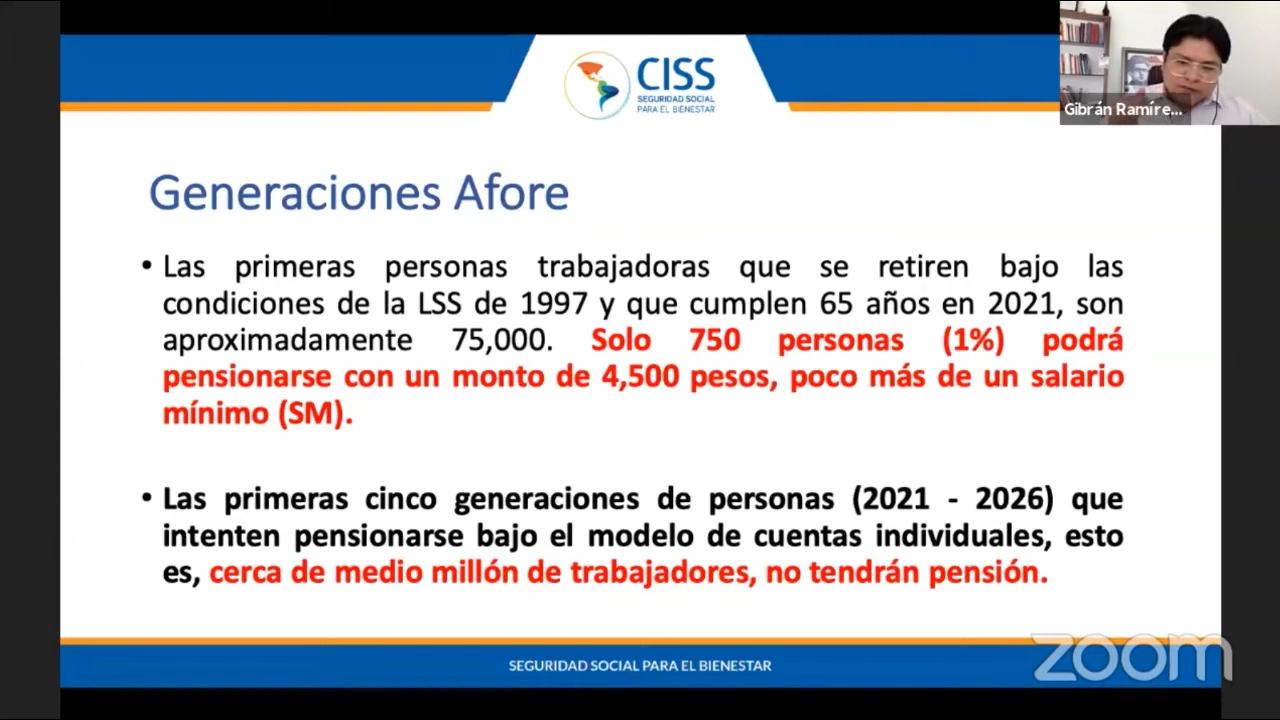 CISS
SEGURIDAD SOCIAL
PARA EL BIENESTAR
Gibrán Ramíre...
Generaciones Afore
• Las primeras personas trabajadoras que se retiren bajo las
condiciones de la LSS de 1997 y que cumplen 65 años en 2021, son
aproximadamente 75,000. Solo 750 personas (1%) podrá
pensionarse con un monto de 4,500 pesos, poco más de un salario
mínimo (SM).
• Las primeras cinco generaciones de personas (2021 - 2026) que
intenten pensionarse bajo el modelo de cuentas individuales, esto
es, cerca de medio millón de trabajadores, no tendrán pensión.
SEGURIDAD SOCIAL PARA EL BIENESTAR
zoom